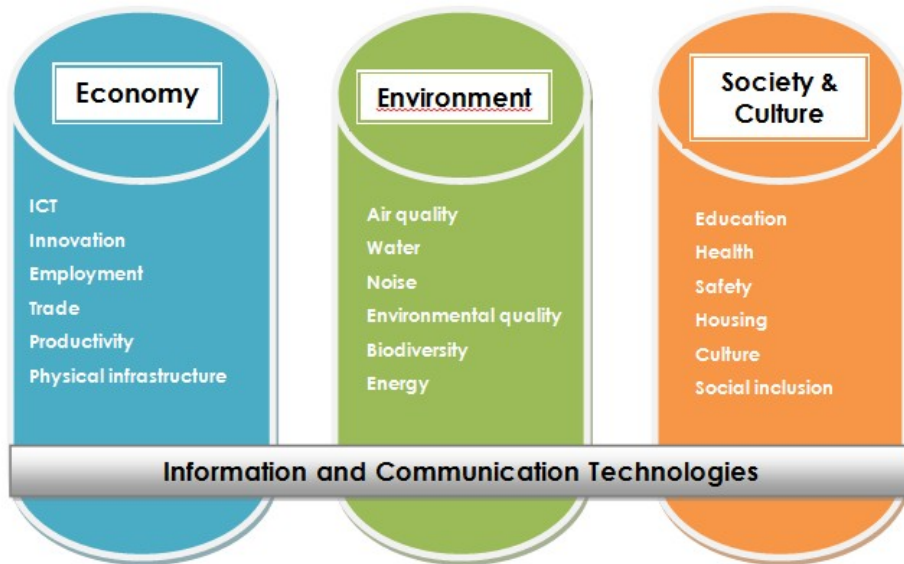 Economy
ICT
Innovation
Employment
Trade
Productivity
Physical infrastructure
Environment
Air quality
Water
Noise
Environmental quality
Biodiversity
Energy
Society &
Culture
Education
Health
Safety
Housing
Culture
Social inclusion
Information and Communication Technologies